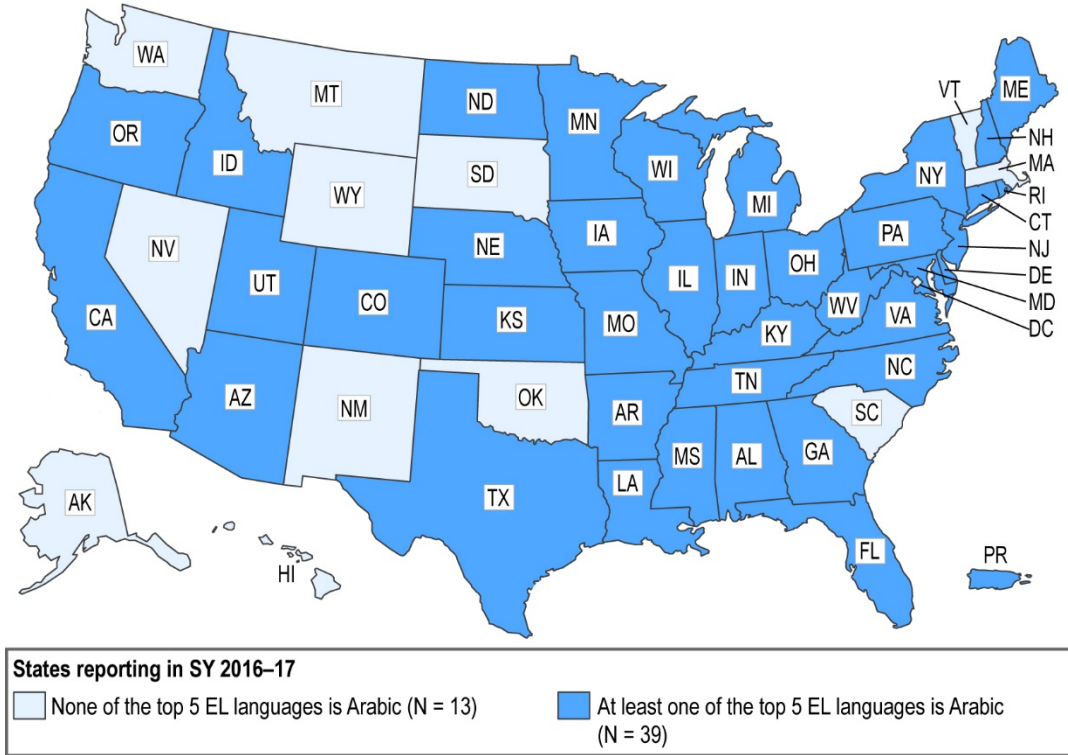 WA
MT
ND
MN
VT
ME
OR
ID
WY
SD
WI
MI
NY
NH
MA
RI
CT
NJ
DE
MD
DC
NV
UT
CO
NE
IA
IL
IN
OH
PA
CA
KS
MO
KY
WV
VA
AZ
NM
OK
AR
TN
NC
SC
TX
LA
MS
AL
GA
AK
HI
FL
PR
States reporting in SY 2016–17
None of the top 5 EL languages is Arabic (N = 13)
At least one of the top 5 EL languages is Arabic
(N = 39)